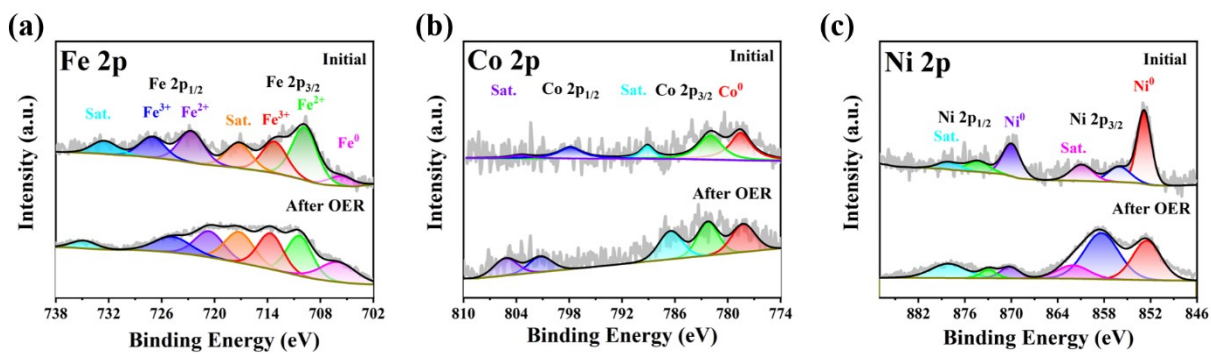 (a)
Fe 2p
Initial
Fe 2p1/2
Fe 2p3/2
Sat.
Fe3+
Fe2+
Sat.
Fe3+
Fe2+
Fe0
After OER
Intensity (a.u.)
738 732 726 720 714 708 702
Binding Energy (eV)
(b)
Co 2p
Initial
Sat.
Co 2p1/2
Sat.
Co 2p3/2
Co0
After OER
Intensity (a.u.)
810 804 798 792 786 780 774
Binding Energy (eV)
(c)
Ni 2p
Initial
Ni0
Ni 2p1/2
Ni0
Ni 2p3/2
Sat.
Sat.
After OER
Intensity (a.u.)
882 876 870 864 858 852 846
Binding Energy (eV)